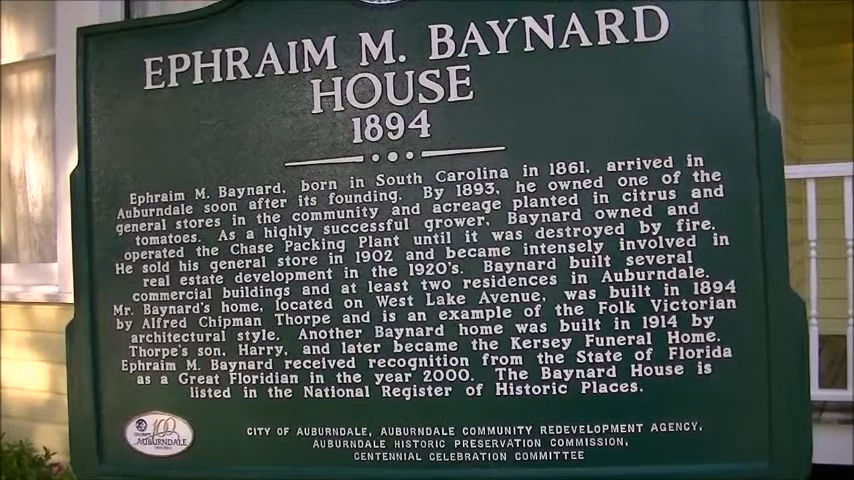 EPHRAIM M. BAYNARD
HOUSE
1894
Ephraim M. Baynard, born in South Carolina in 1861, arrived in
Auburndale soon after its founding. By 1893, he owned one of the
general stores in the community and acreage planted in citrus and
tomatoes. As a highly successful grower, Baynard owned and
operated the Chase Packing Plant until it was destroyed by fire.
He sold his general store in 1902 and became intensely involved in
real estate development in the 1920's. Baynard built several
commercial buildings and at least two residences in Auburndale.
Mr. Baynard's home, located on West Lake Avenue, was built in 1894
by Alfred Chipman Thorpe and is an example of the Folk Victorian
architectural style. Another Baynard home was built in 1914 by
Thorpe's son, Harry, and later became the Kersey Funeral Home.
Ephraim M. Baynard received recognition from the State of Florida
as a Great Floridian in the year 2000. The Baynard House is
listed in the National Register of Historic Places.
CITY OF AUBURNDALE, AUBURNDALE COMMUNITY REDEVELOPMENT AGENCY,
AUBURNDALE HISTORIC PRESERVATION COMMISSION,
CENTENNIAL CELEBRATION COMMITTEE
100
AUBURNDALE